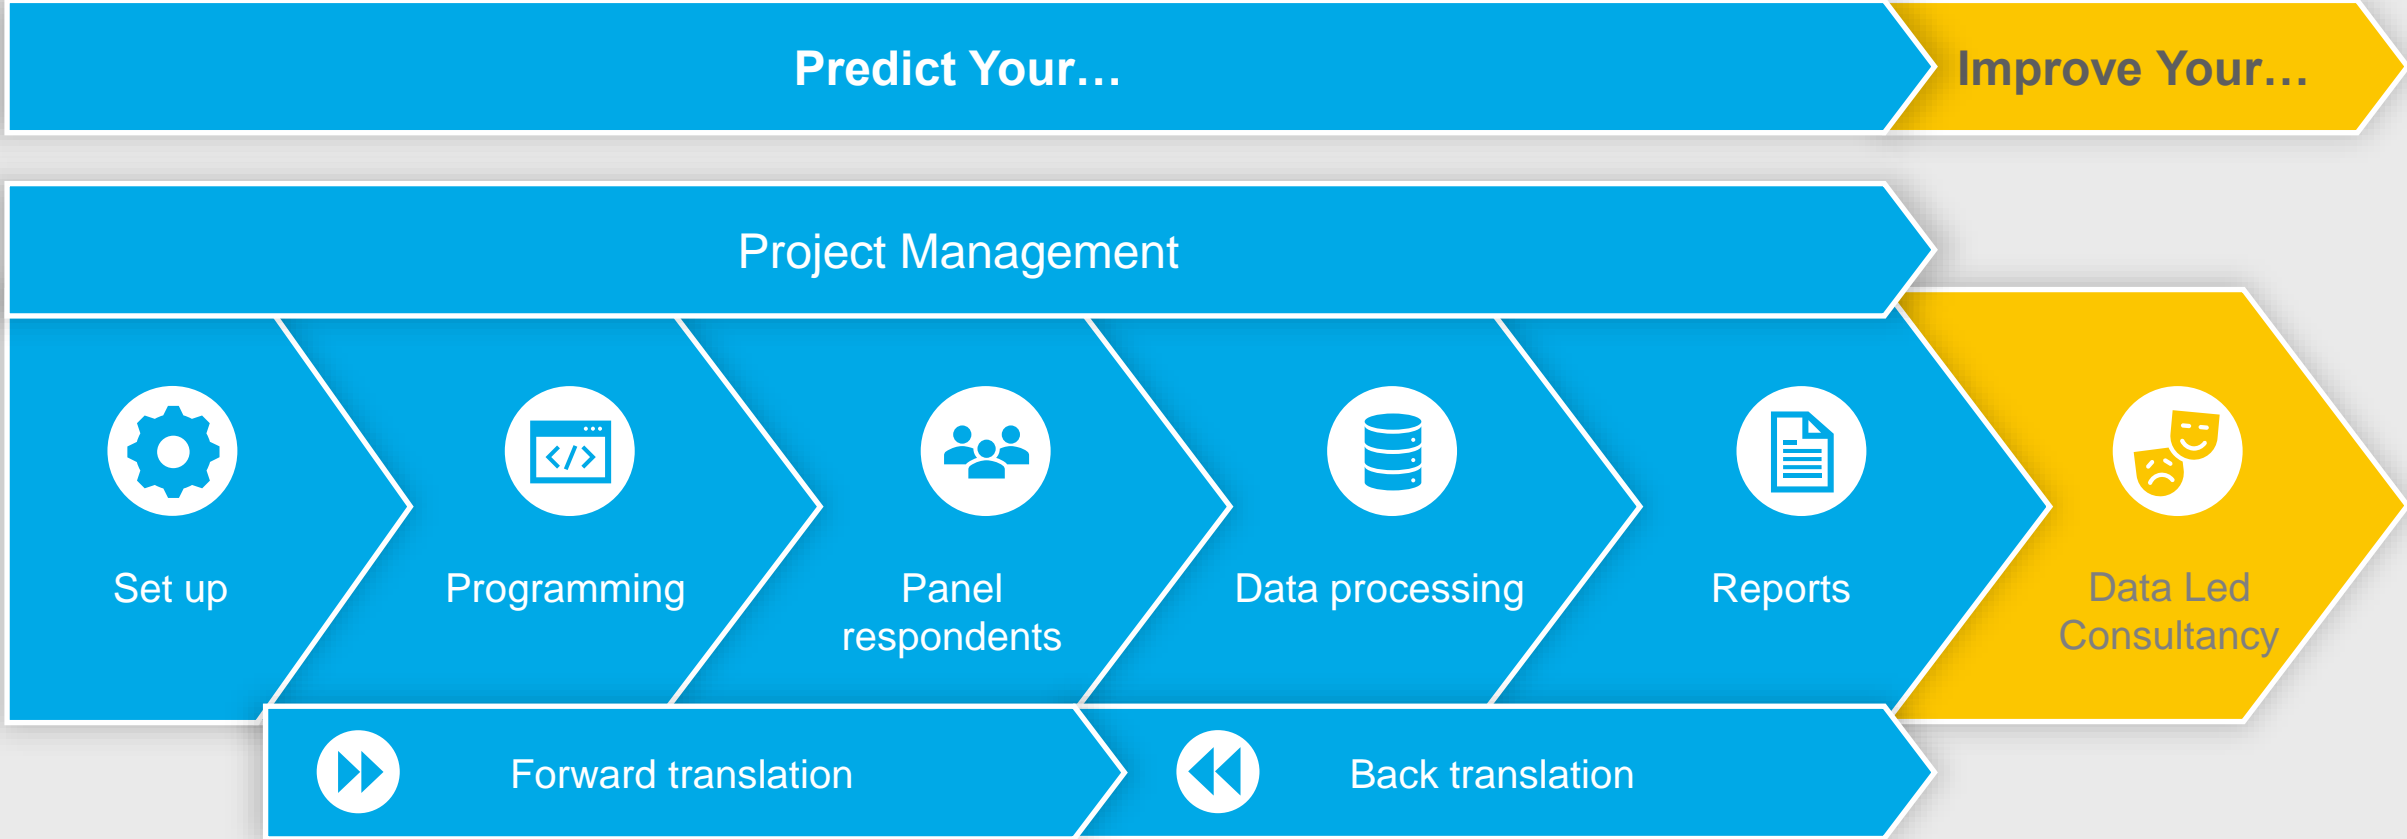 Predict Your…
Improve Your…
Project Management
Set up
Programming
Panel
respondents
Data processing
Reports
Data Led
Consultancy
Forward translation
Back translation